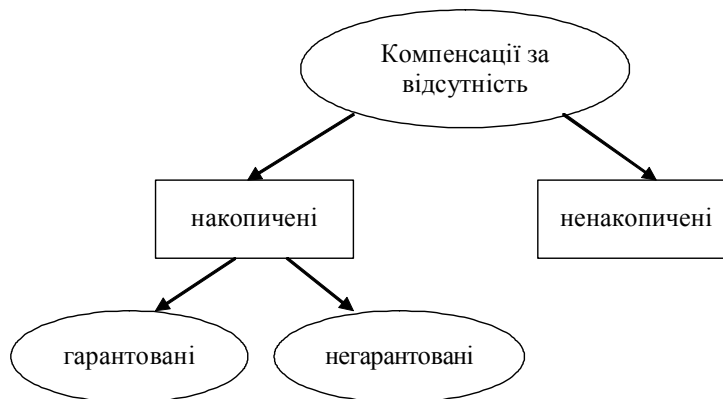 Компенсації за
відсутність
накопичені
ненакопичені
гарантовані
негарантовані